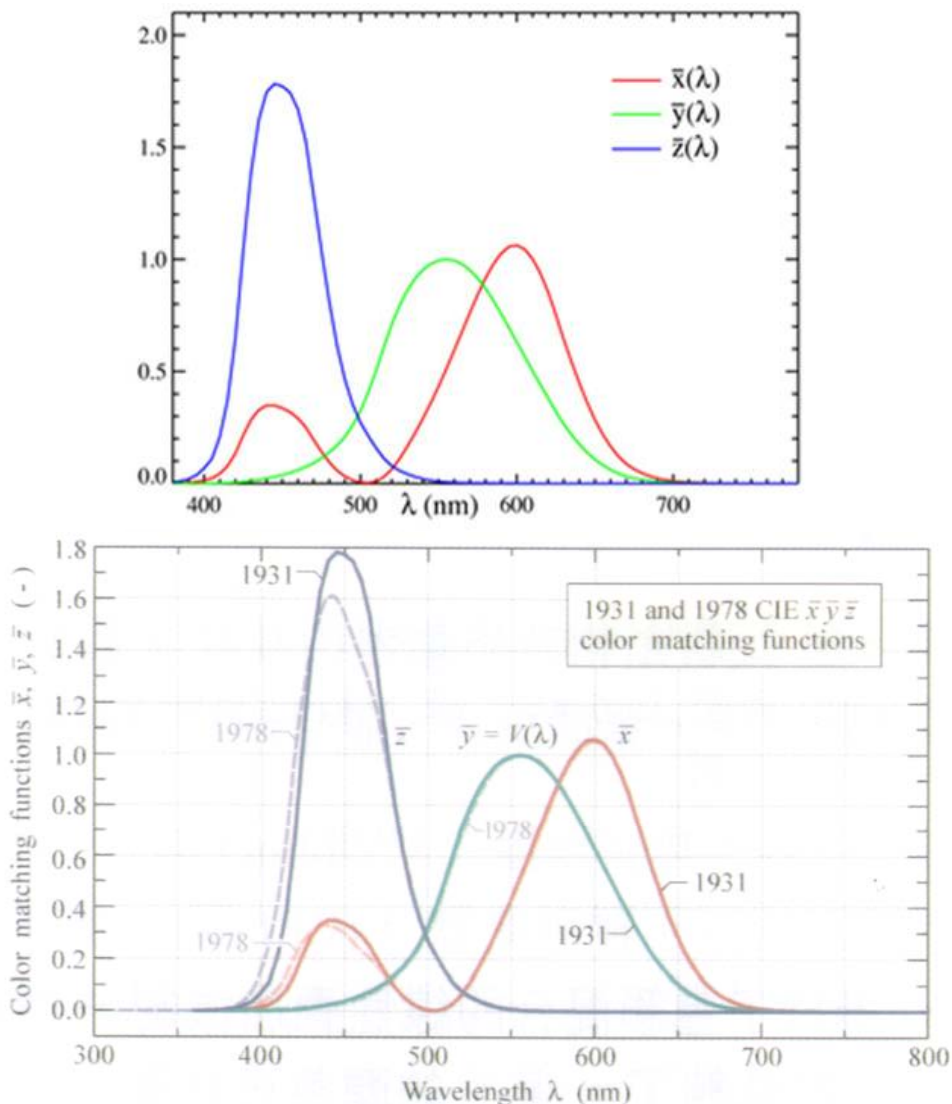 2.0
x̄(λ)
ȳ(λ)
z̄(λ)
1.5
1.0
0.5
0.0
400 500 600 700
λ (nm)
1.8
1931
1931 and 1978 CIE x̄ ȳ z̄
color matching functions
1.6
1.4
1.2
1978
z̄
ȳ = V(λ)
x̄
1.0
0.8
1978
0.6
1931
0.4
1978
1931
0.2
0.0
Color matching functions x̄, ȳ, z̄ ( - )
300 400 500 600 700 800
Wavelength λ (nm)